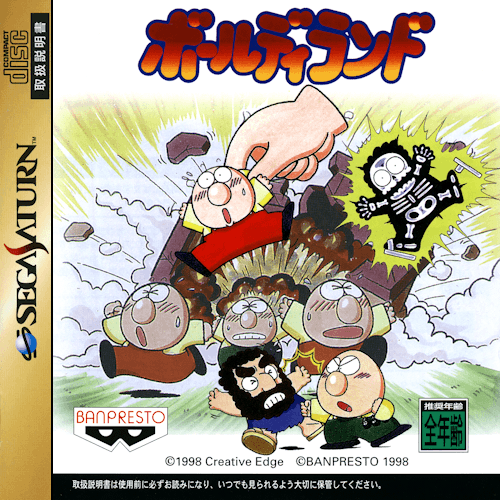 COMPACT
disc
取扱説明書
SEGA SATURN™
ボールディランド
BANPRESTO
推奨年齢
全年齢
©1998 Creative Edge ©BANPRESTO 1998
取扱説明書は使用前に必ずお読みになり、いつでも見られるよう大切に保管してください。